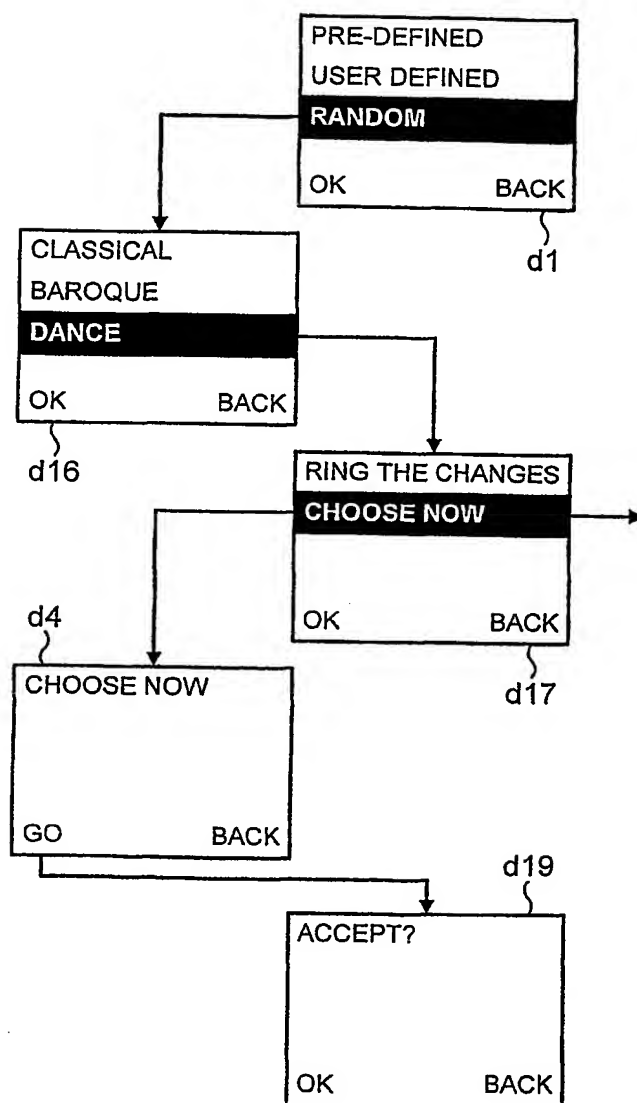 PRE-DEFINED
USER DEFINED
RANDOM
OK BACK
d1
CLASSICAL
BAROQUE
DANCE
OK BACK
d16
RING THE CHANGES
CHOOSE NOW
OK BACK
d17
d4
CHOOSE NOW
GO BACK
d19
ACCEPT?
OK BACK